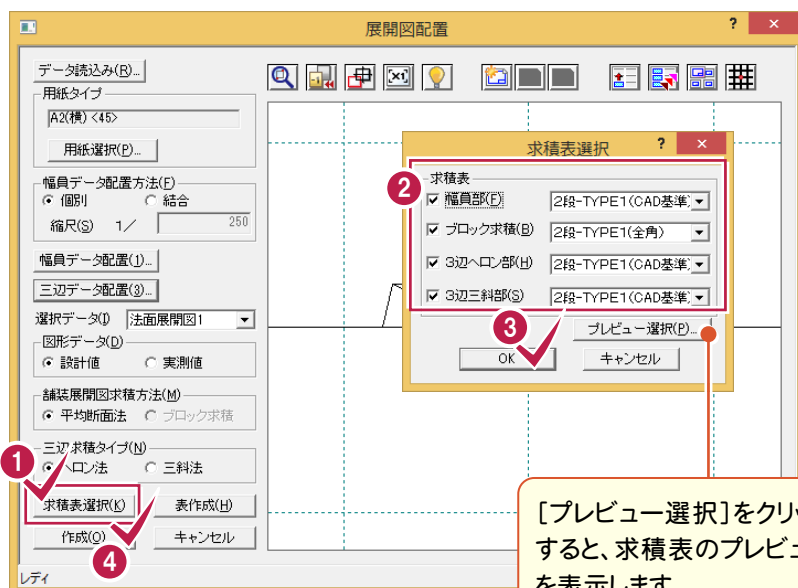 展開図配置 ? ×
データ読込み(R)...
用紙タイプ
A2(横) <45>
用紙選択(P)...
幅員データ配置方法(F)
個別 結合
縮尺(S) 1/ 250
幅員データ配置(1)...
三辺データ配置(3)...
選択データ(I) 法面展開図1
図形データ(D)
設計値 実測値
舗装展開図求積方法(M)
平均断面法 ブロック求積
三辺求積タイプ(N)
ヘロン法 三斜法
1
求積表選択(K) 表作成(H)
作成(O) キャンセル
4
レディ
×1
求積表選択 ? ×
2
求積表
幅員部(F) 2段-TYPE1(CAD基準)
ブロック求積(B) 2段-TYPE1(全角)
3辺ヘロン部(H) 2段-TYPE1(CAD基準)
3辺三斜部(S) 2段-TYPE1(CAD基準)
3
プレビュー選択(P)...
OK キャンセル
[プレビュー選択]をクリッ
すると、求積表のプレビュ
を表示します